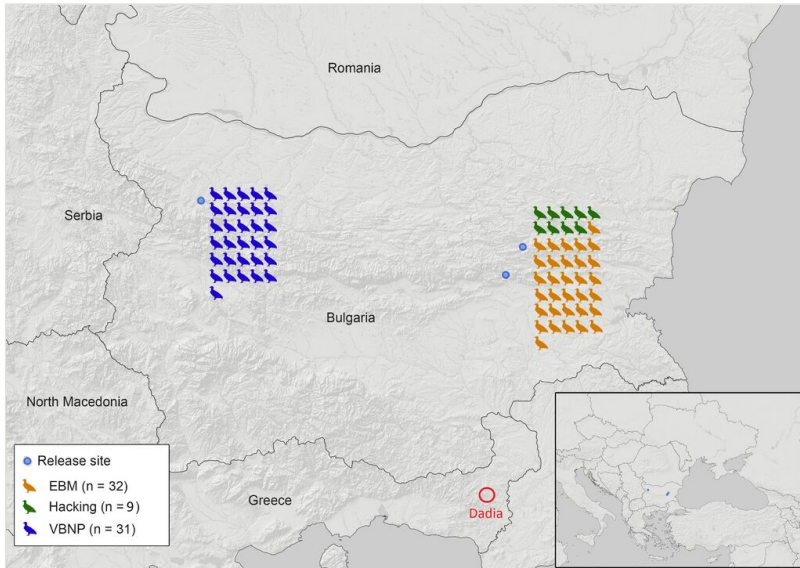 Romania
Serbia
Bulgaria
North Macedonia
Release site
EBM (n = 32)
Hacking (n = 9)
VBNP (n = 31)
Greece
Dadia